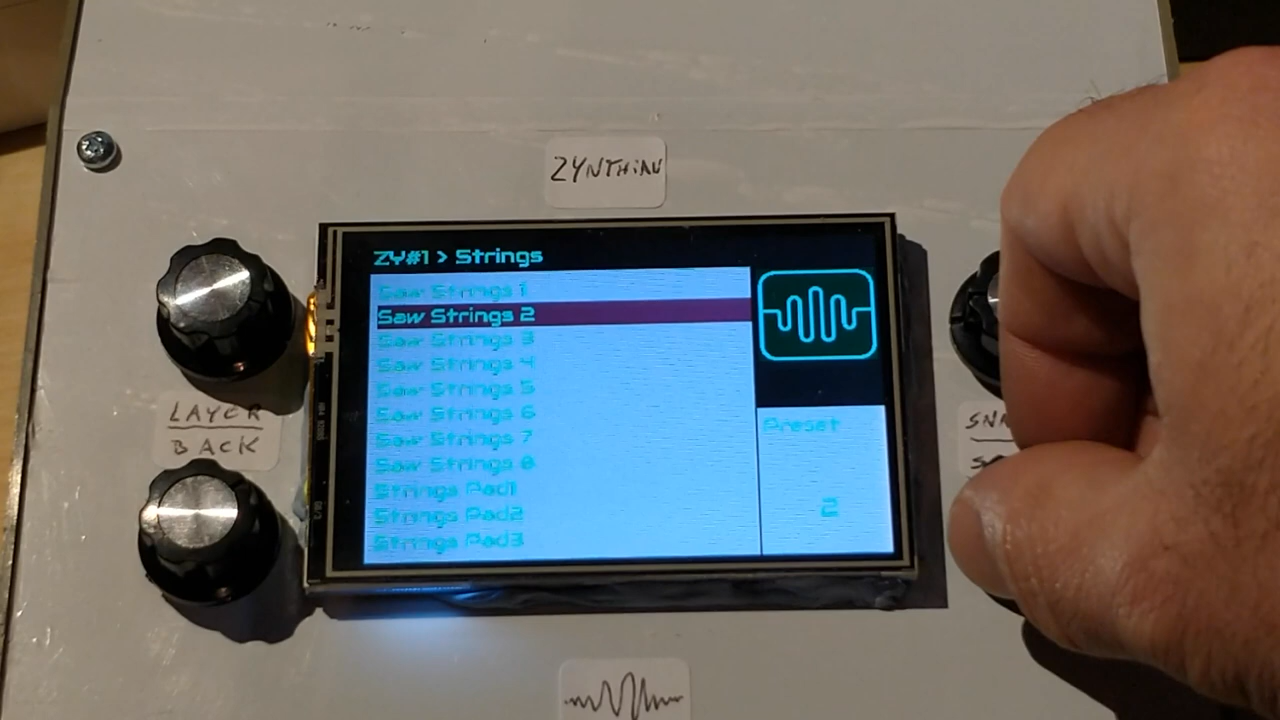 ZYNTHIAN
ZY#1 > Strings
Saw Strings 1
Saw Strings 2
Saw Strings 3
Saw Strings 4
Saw Strings 5
Saw Strings 6
Saw Strings 7
Saw Strings 8
Strings Pad1
Strings Pad2
Strings Pad3
Preset
2
LAYER
BACK